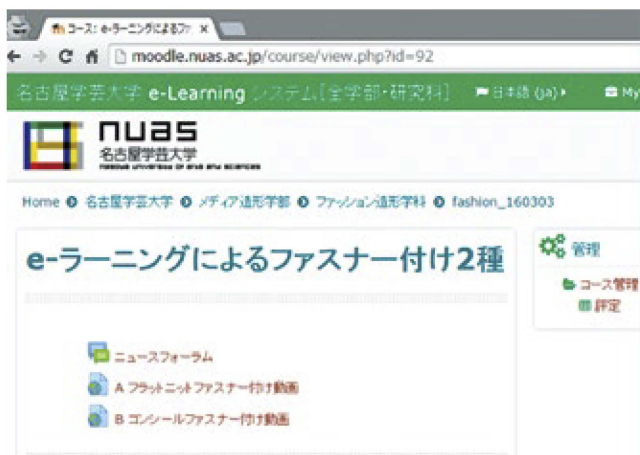 コース: e-ラーニングによるファ x
moodle.nuas.ac.jp/course/view.php?id=92
名古屋学芸大学 e-Learning システム[全学部・研究科] 日本語 (ja) My
nuas
名古屋学芸大学
Home 名古屋学芸大学 メディア造形学部 ファッション造形学科 fashion_160303
e-ラーニングによるファスナー付け2種
管理
コース管理
評定
ニュースフォーラム
A フラットニットファスナー付け動画
B コンシールファスナー付け動画